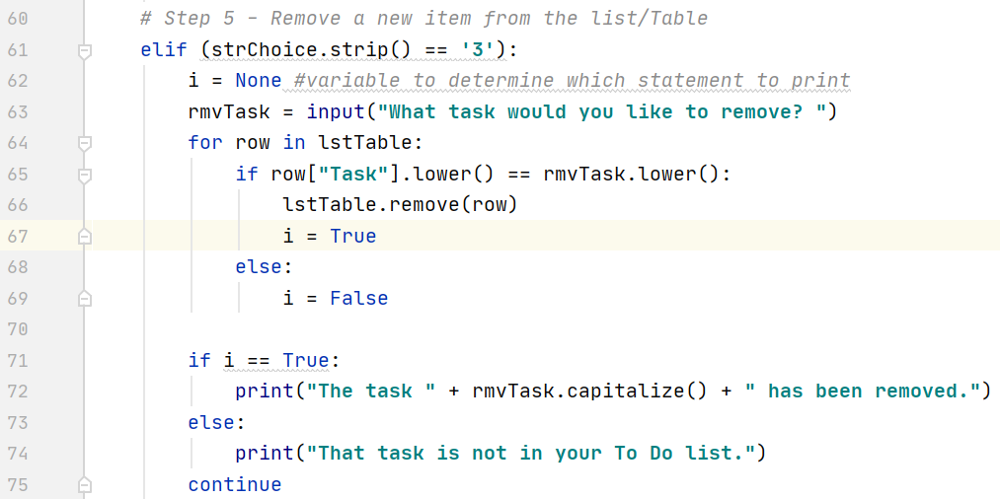 60 # Step 5 - Remove a new item from the list/Table
61 elif (strChoice.strip() == '3'):
62 i = None #variable to determine which statement to print
63 rmvTask = input("What task would you like to remove? ")
64 for row in lstTable:
65 if row["Task"].lower() == rmvTask.lower():
66 lstTable.remove(row)
67 i = True
68 else:
69 i = False
70
71 if i == True:
72 print("The task " + rmvTask.capitalize() + " has been removed.")
73 else:
74 print("That task is not in your To Do list.")
75 continue